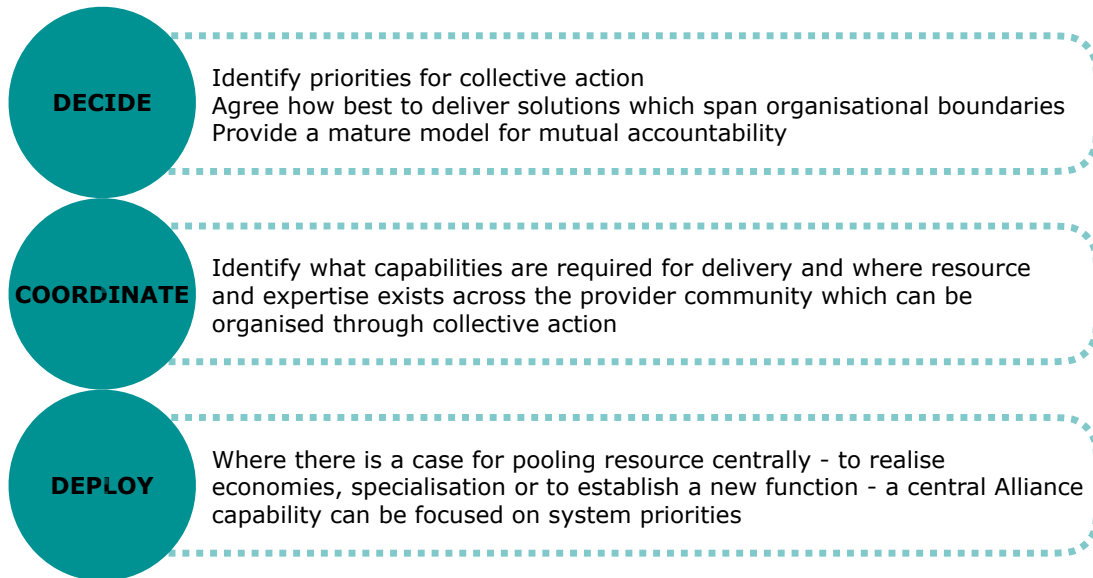 DECIDE
Identify priorities for collective action
Agree how best to deliver solutions which span organisational boundaries
Provide a mature model for mutual accountability
COORDINATE
Identify what capabilities are required for delivery and where resource
and expertise exists across the provider community which can be
organised through collective action
DEPLOY
Where there is a case for pooling resource centrally - to realise
economies, specialisation or to establish a new function - a central Alliance
capability can be focused on system priorities